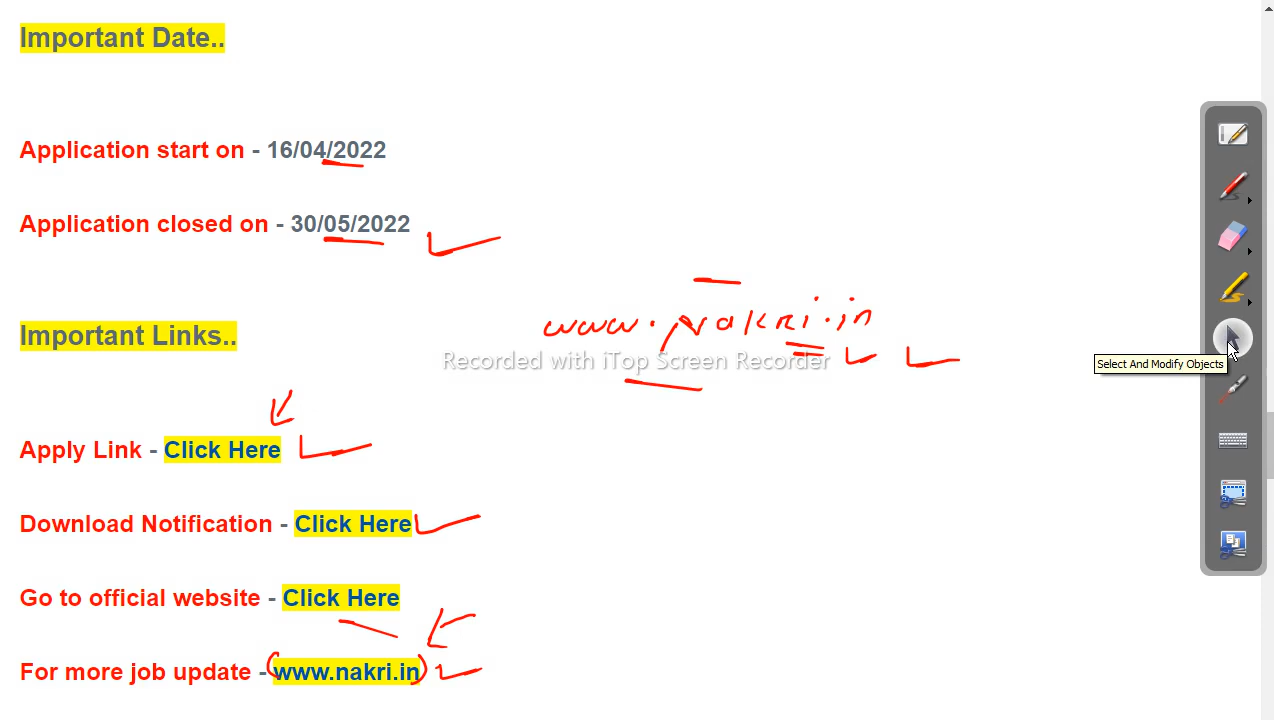 Important Date..
Application start on - 16/04/2022
Application closed on - 30/05/2022
www.nakri.in
Important Links..
Recorded with iTop Screen Recorder
Select And Modify Objects
Apply Link - Click Here
Download Notification - Click Here
Go to official website - Click Here
For more job update - (www.nakri.in)